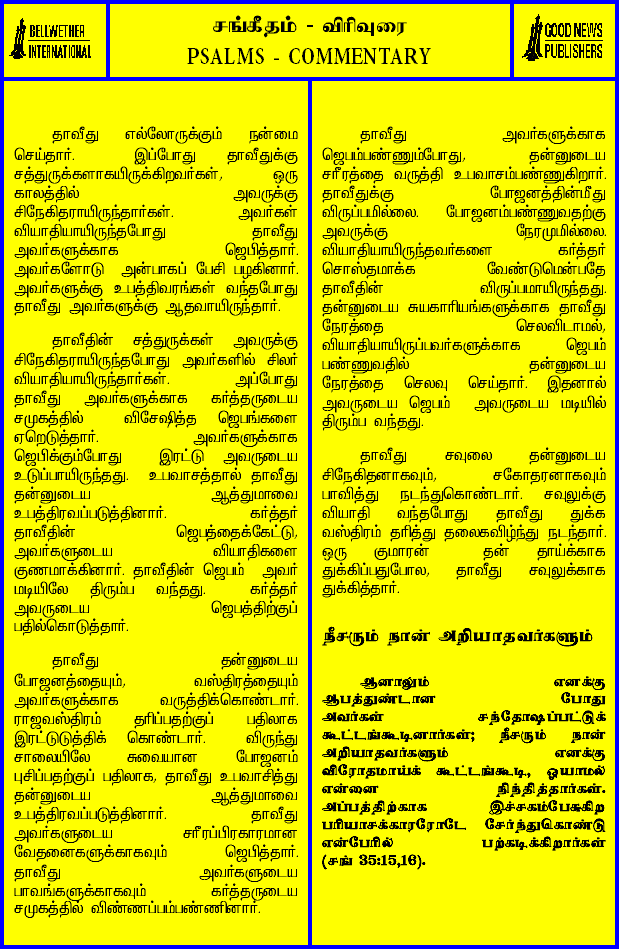 BELLWETHER
INTERNATIONAL
சங்கீதம் - விரிவுரை
PSALMS - COMMENTARY
GOOD NEWS
PUBLISHERS
தாவீது எல்லோருக்கும் நன்மை
செய்தார். இப்போது தாவீதுக்கு
சத்துருக்களாகயிருக்கிறவர்கள், ஒரு
காலத்தில் அவருக்கு
சிநேகிதராயிருந்தார்கள். அவர்கள்
வியாதியாயிருந்தபோது தாவீது
அவர்களுக்காக ஜெபித்தார்.
அவர்களோடு அன்பாகப் பேசி பழகினார்.
அவர்களுக்கு உபத்திவரங்கள் வந்தபோது
தாவீது அவர்களுக்கு ஆதவாயிருந்தார்.
தாவீதின் சத்துருக்கள் அவருக்கு
சிநேகிதராயிருந்தபோது அவர்களில் சிலர்
வியாதியாயிருந்தார்கள். அப்போது
தாவீது அவர்களுக்காக கர்த்தருடைய
சமுகத்தில் விசேஷித்த ஜெபங்களை
ஏறெடுத்தார். அவர்களுக்காக
ஜெபிக்கும்போது இரட்டு அவருடைய
உடுப்பாயிருந்தது. உபவாசத்தால் தாவீது
தன்னுடைய ஆத்துமாவை
உபத்திரவப்படுத்தினார். கர்த்தர்
தாவீதின் ஜெபத்தைக்கேட்டு,
அவர்களுடைய வியாதிகளை
குணமாக்கினார். தாவீதின் ஜெபம் அவர்
மடியிலே திரும்ப வந்தது. கர்த்தர்
அவருடைய ஜெபத்திற்குப்
பதில்கொடுத்தார்.
தாவீது தன்னுடைய
போஜனத்தையும், வஸ்திரத்தையும்
அவர்களுக்காக வருத்திக்கொண்டார்.
ராஜவஸ்திரம் தரிப்பதற்குப் பதிலாக
இரட்டுடுத்திக் கொண்டார். விருந்து
சாலையிலே சுவையான போஜனம்
புசிப்பதற்குப் பதிலாக, தாவீது உபவாசித்து
தன்னுடைய ஆத்துமாவை
உபத்திரவப்படுத்தினார். தாவீது
அவர்களுடைய சரீரப்பிரகாரமான
வேதனைகளுக்காகவும் ஜெபித்தார்.
தாவீது அவர்களுடைய
பாவங்களுக்காகவும் கர்த்தருடைய
சமுகத்தில் விண்ணப்பம்பண்ணினார்.
தாவீது அவர்களுக்காக
ஜெபம்பண்ணும்போது, தன்னுடைய
சரீரத்தை வருத்தி உபவாசம்பண்ணுகிறார்.
தாவீதுக்கு போஜனத்தின்மீது
விருப்பமில்லை. போஜனம்பண்ணுவதற்கு
அவருக்கு நேரமுமில்லை.
வியாதியாயிருந்தவர்களை கர்த்தர்
சொஸ்தமாக்க வேண்டுமென்பதே
தாவீதின் விருப்பமாயிருந்தது.
தன்னுடைய சுயகாரியங்களுக்காக தாவீது
நேரத்தை செலவிடாமல்,
வியாதியாயிருப்பவர்களுக்காக ஜெபம்
பண்ணுவதில் தன்னுடைய
நேரத்தை செலவு செய்தார். இதனால்
அவருடைய ஜெபம் அவருடைய மடியில்
திரும்ப வந்தது.
தாவீது சவுலை தன்னுடைய
சிநேகிதனாகவும், சகோதரனாகவும்
பாவித்து நடந்துகொண்டார். சவுலுக்கு
வியாதி வந்தபோது தாவீது துக்க
வஸ்திரம் தரித்து தலைகவிழ்ந்து நடந்தார்.
ஒரு குமாரன் தன் தாய்க்காக
துக்கிப்பதுபோல, தாவீது சவுலுக்காக
துக்கித்தார்.
நீசரும் நான் அறியாதவர்களும்
ஆனாலும் எனக்கு
ஆபத்துண்டான போது
அவர்கள் சந்தோஷப்பட்டுக்
கூட்டங்கூடினார்கள்; நீசரும் நான்
அறியாதவர்களும் எனக்கு
விரோதமாய்க் கூட்டங்கூடி, ஓயாமல்
என்னை நிந்தித்தார்கள்.
அப்பத்திற்காக இச்சகம்பேசுகிற
பரியாசக்காரரோடே சேர்ந்துகொண்டு
என்பேரில் பற்கடிக்கிறார்கள்
(சங் 35:15,16).